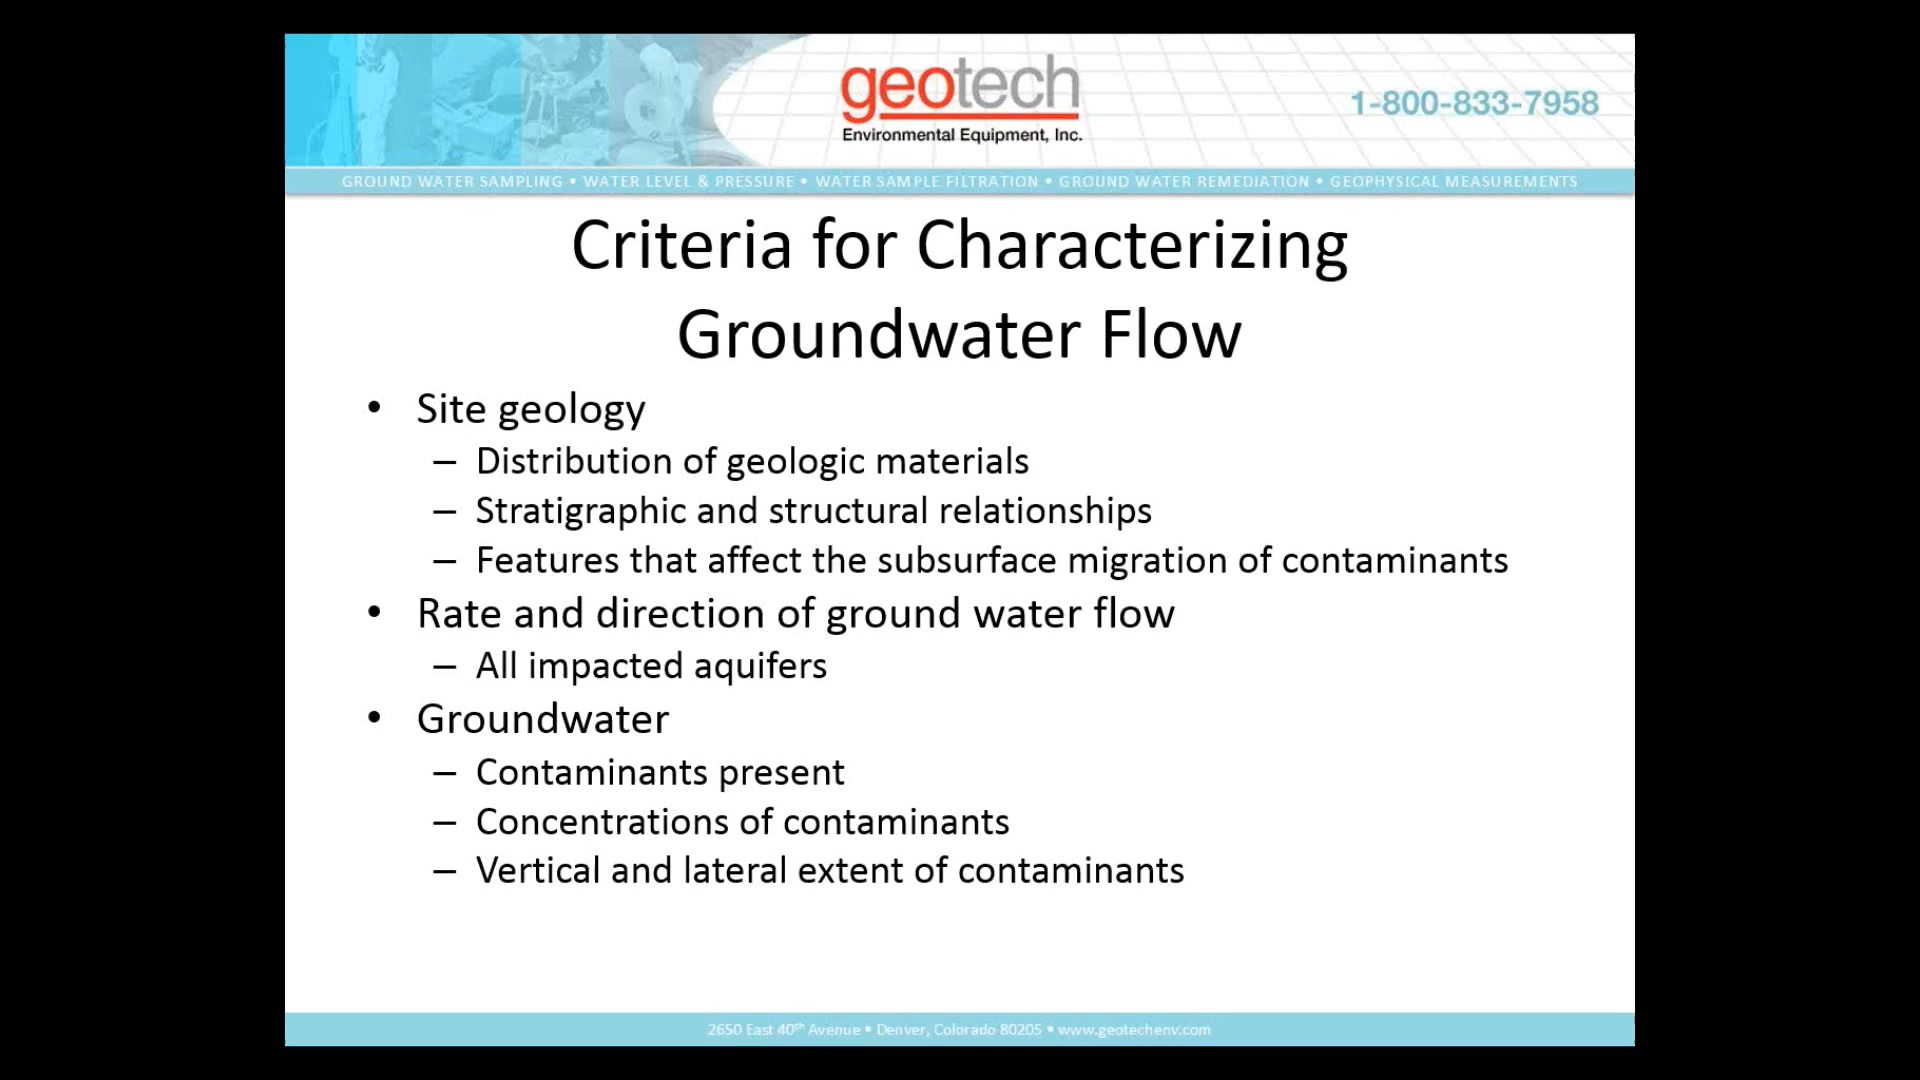 geotech
Environmental Equipment, Inc.
1-800-833-7958
GROUND WATER SAMPLING • WATER LEVEL & PRESSURE • WATER SAMPLE FILTRATION • GROUND WATER REMEDIATION • GEOPHYSICAL MEASUREMENTS
Criteria for Characterizing
Groundwater Flow
• Site geology
– Distribution of geologic materials
– Stratigraphic and structural relationships
– Features that affect the subsurface migration of contaminants
• Rate and direction of ground water flow
– All impacted aquifers
• Groundwater
– Contaminants present
– Concentrations of contaminants
– Vertical and lateral extent of contaminants
2650 East 40th Avenue • Denver, Colorado 80205 • www.geotechenv.com